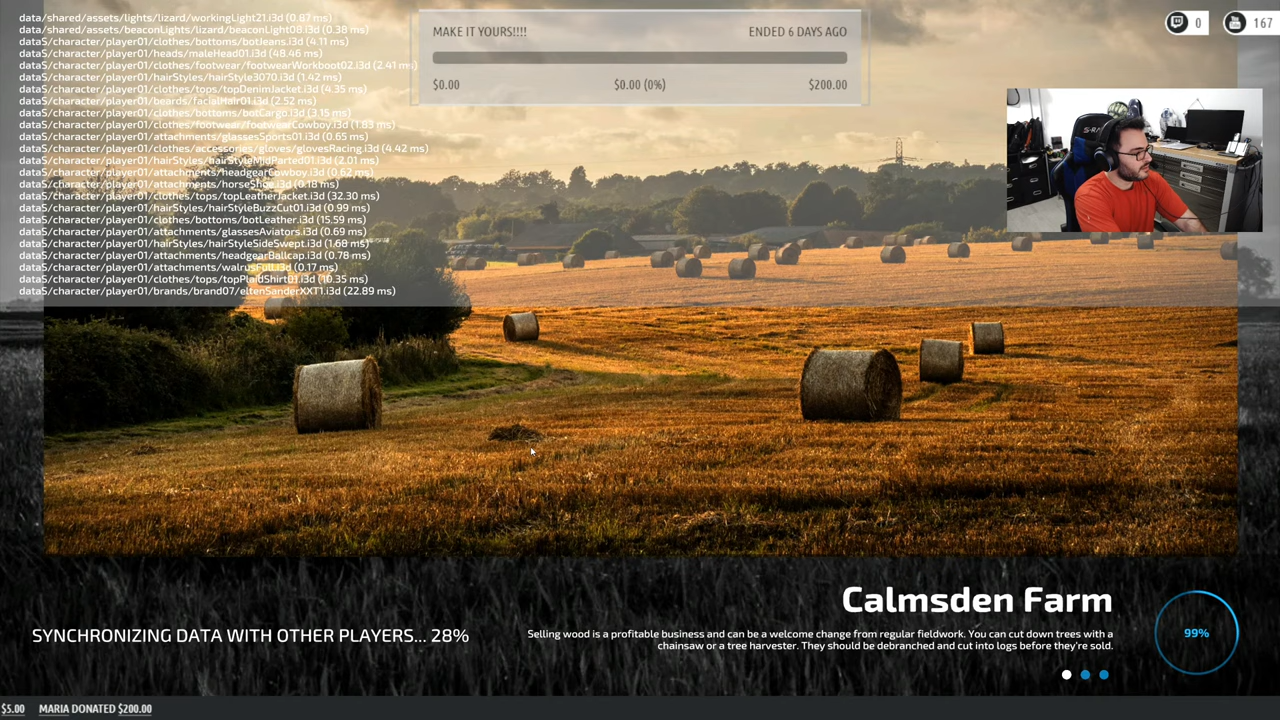 data/shared/assets/lights/lizard/workingLight21.i3d (0.87 ms)
data/shared/assets/beaconLights/lizard/beaconLight08.i3d (0.38 ms)
dataS/character/player01/clothes/bottoms/botJeans.i3d (4.11 ms)
dataS/character/player01/heads/maleHead01.i3d (48.46 ms)
dataS/character/player01/clothes/footwear/footwearWorkboot02.i3d (2.41 ms)
dataS/character/player01/hairStyles/hairStyle3070.i3d (1.42 ms)
dataS/character/player01/clothes/tops/topDenimJacket.i3d (4.35 ms)
dataS/character/player01/beards/facialHair01.i3d (2.52 ms)
dataS/character/player01/clothes/bottoms/botCargo.i3d (3.15 ms)
dataS/character/player01/clothes/footwear/footwearCowboy.i3d (1.83 ms)
dataS/character/player01/attachments/glassesSports01.i3d (0.65 ms)
dataS/character/player01/clothes/accessories/gloves/glovesRacing.i3d (4.42 ms)
dataS/character/player01/hairStyles/hairStyleMidParted01.i3d (2.01 ms)
dataS/character/player01/attachments/headgearCowboy.i3d (0.62 ms)
dataS/character/player01/attachments/horseShoe.i3d (0.18 ms)
dataS/character/player01/clothes/tops/topLeatherJacket.i3d (32.30 ms)
dataS/character/player01/hairStyles/hairStyleBuzzCut01.i3d (0.99 ms)
dataS/character/player01/clothes/bottoms/botLeather.i3d (15.59 ms)
dataS/character/player01/attachments/glassesAviators.i3d (0.69 ms)
dataS/character/player01/hairStyles/hairStyleSideSwept.i3d (1.68 ms)
dataS/character/player01/attachments/headgearBallcap.i3d (0.78 ms)
dataS/character/player01/attachments/walrusFull.i3d (0.17 ms)
dataS/character/player01/clothes/tops/topPlaidShirt01.i3d (10.35 ms)
dataS/character/player01/brands/brand07/eltenSanderXXT1.i3d (22.89 ms)
MAKE IT YOURS!!!! ENDED 6 DAYS AGO
$0.00 $0.00 (0%) $200.00
0 167
Calmsden Farm
Selling wood is a profitable business and can be a welcome change from regular fieldwork. You can cut down trees with a
chainsaw or a tree harvester. They should be debranched and cut into logs before they're sold.
99%
SYNCHRONIZING DATA WITH OTHER PLAYERS... 28%
$5.00 MARIA DONATED $200.00